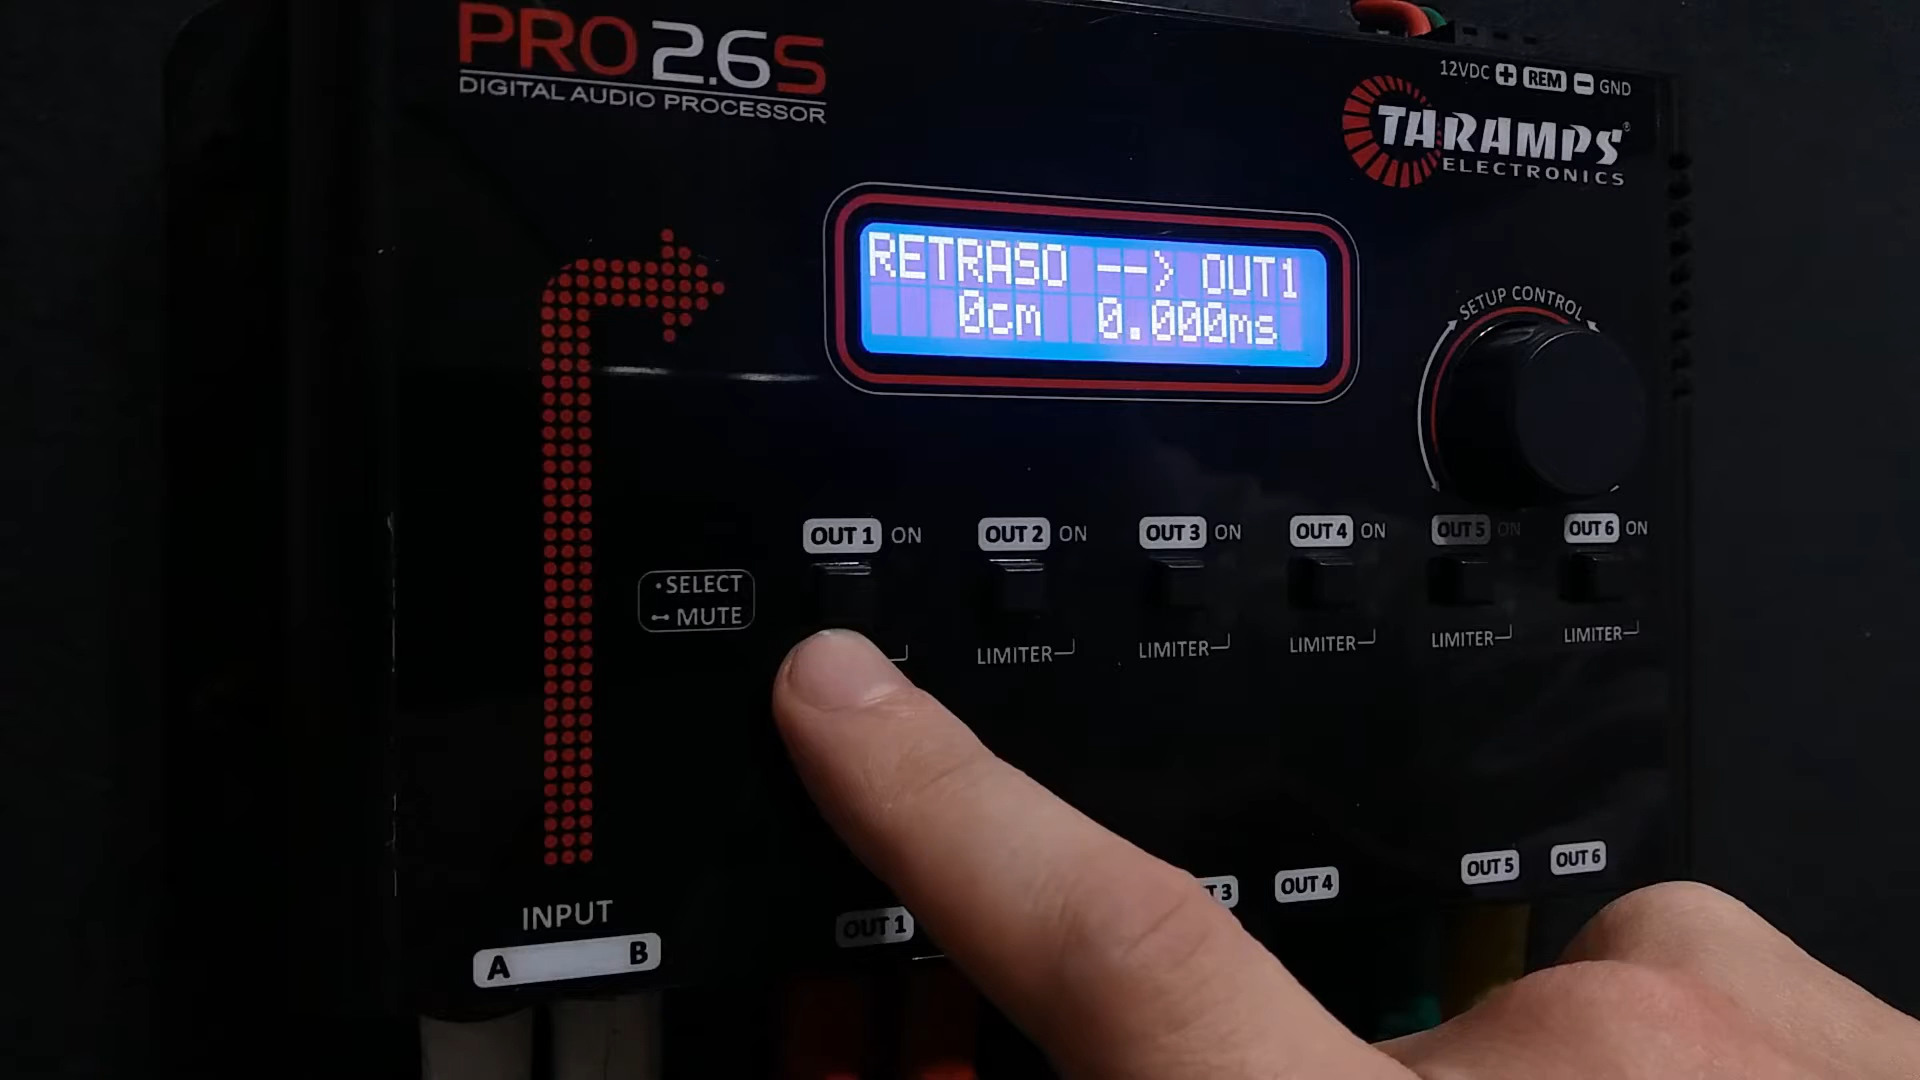 PRO 2.6S
DIGITAL AUDIO PROCESSOR
12VDC + REM - GND
TARAMPS®
ELECTRONICS
RETRASO --> OUT1
0cm 0.000ms
SETUP CONTROL
OUT 1 ON
OUT 2 ON
OUT 3 ON
OUT 4 ON
OUT 5 ON
OUT 6 ON
SELECT
MUTE
LIMITER
LIMITER
LIMITER
LIMITER
LIMITER
INPUT
A B
OUT 1
T 3
OUT 4
OUT 5
OUT 6